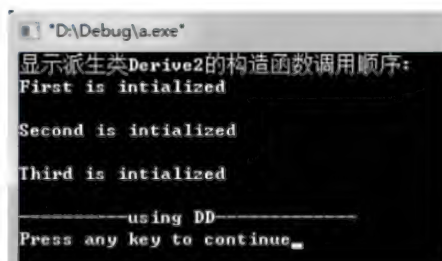 "D:\Debug\a.exe"
显示派生类Derive2的构造函数调用顺序:
First is intialized
Second is intialized
Third is intialized
----------using DD-------------
Press any key to continue_